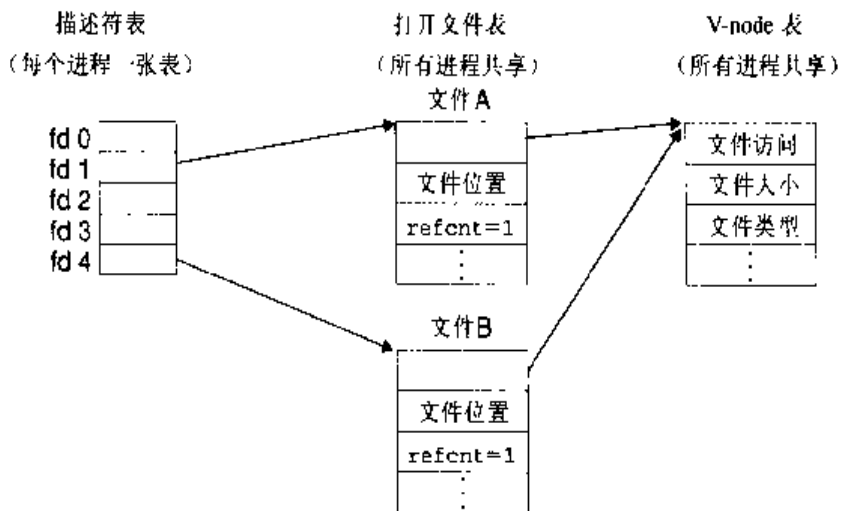 描述符表
(每个进程一张表)
打开文件表
(所有进程共享)
V-node 表
(所有进程共享)
文件A
fd 0
fd 1
fd 2
fd 3
fd 4
文件位置
refcnt=1
文件访问
文件大小
文件类型
文件B
文件位置
refcnt=1